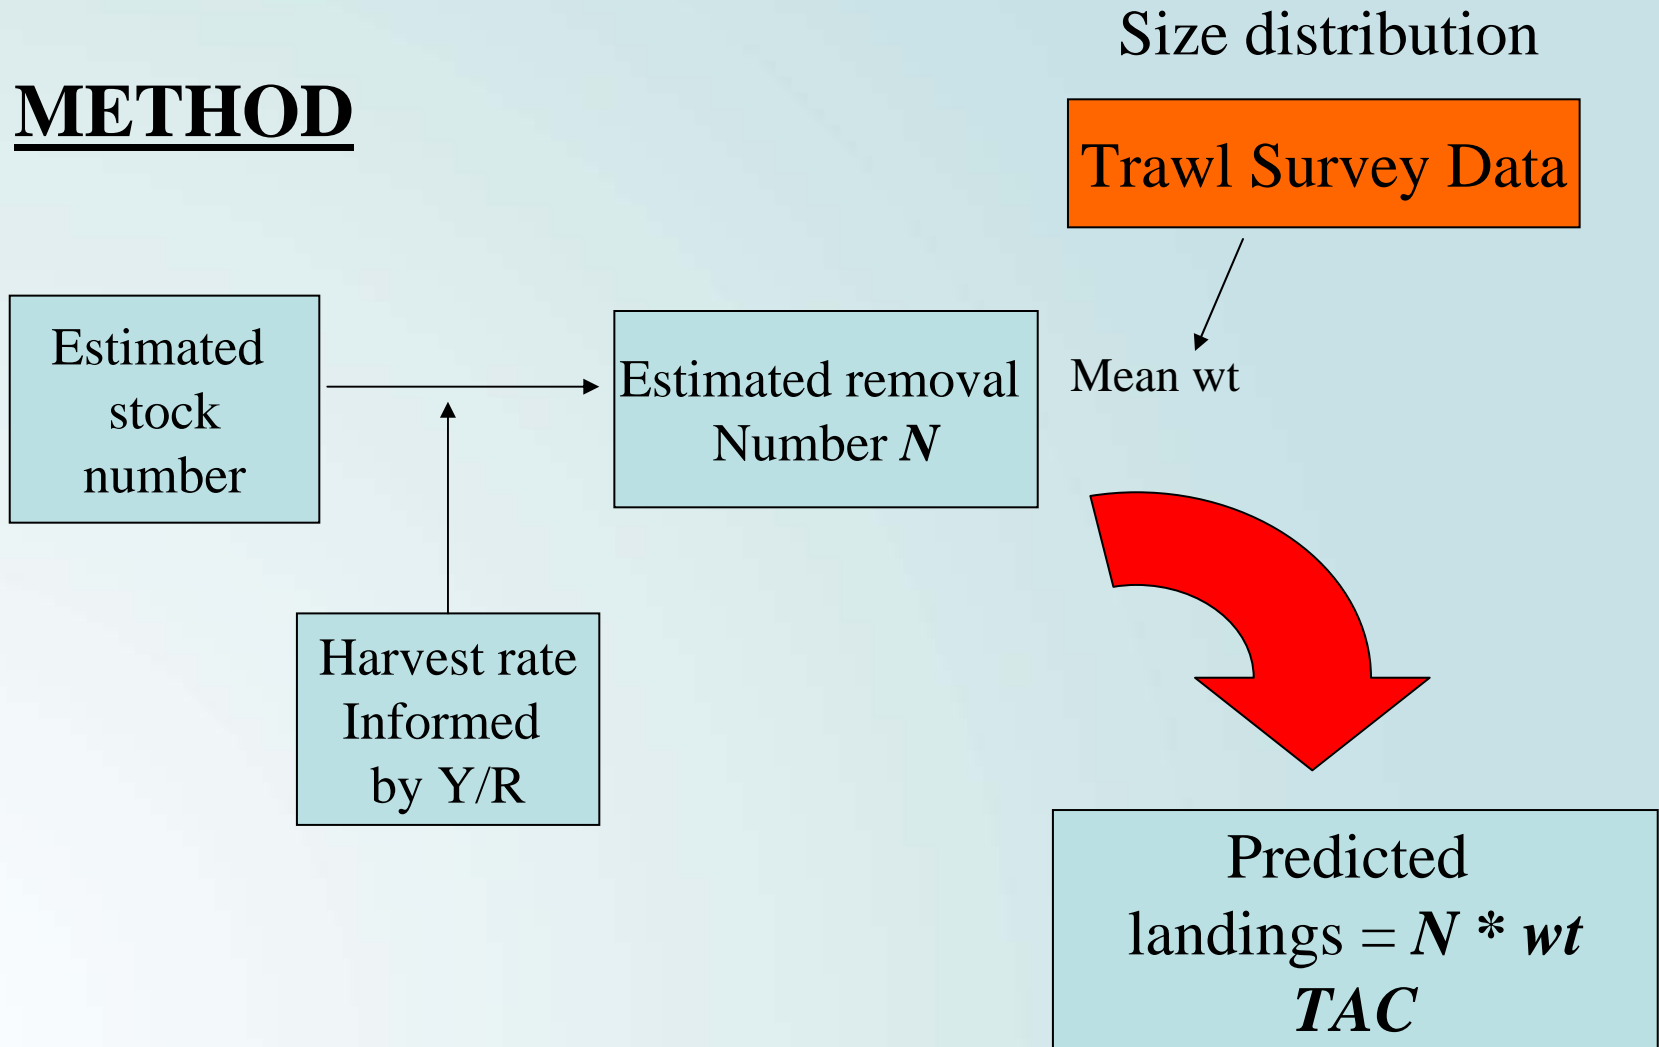 METHOD
Size distribution
Trawl Survey Data
Estimated
stock
number
Estimated removal
Number N
Mean wt
Harvest rate
Informed
by Y/R
Predicted
landings = N * wt
TAC